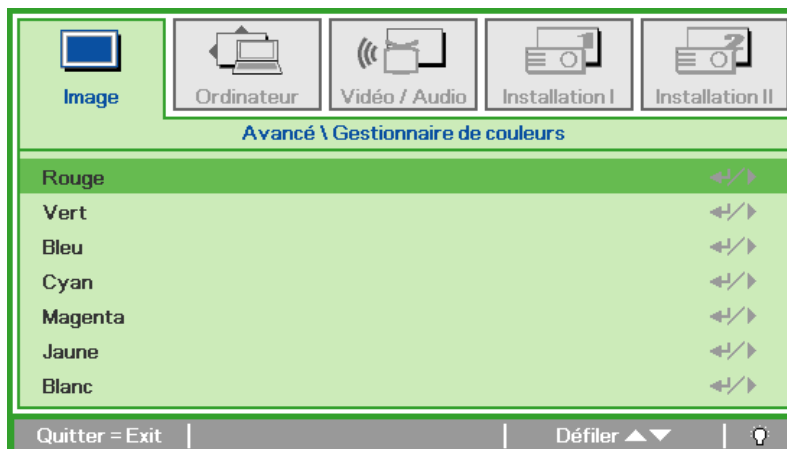 Image Ordinateur Vidéo / Audio Installation I Installation II
Avancé \ Gestionnaire de couleurs
Rouge
Vert
Bleu
Cyan
Magenta
Jaune
Blanc
Quitter = Exit Défiler